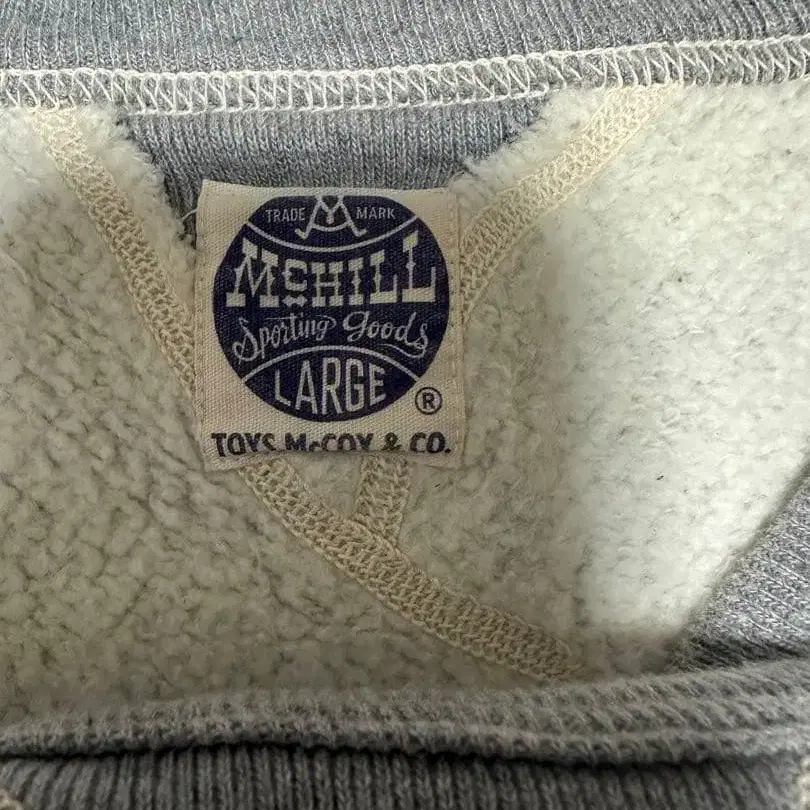 TRADE MARK
McHILL
Sporting Goods
LARGE ®
TOYS McCOY & CO.